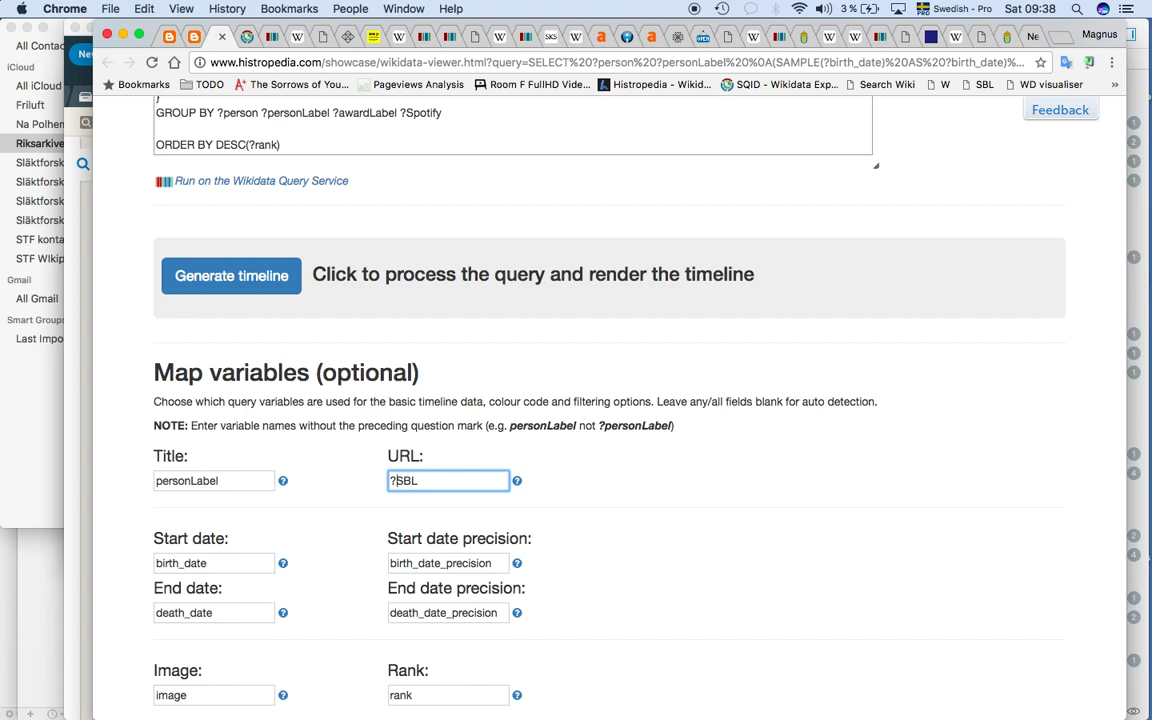 Chrome File Edit View History Bookmarks People Window Help 3 % Swedish - Pro Sat 09:38
Magnus
www.histropedia.com/showcase/wikidata-viewer.html?query=SELECT%20?person%20?personLabel%20%0A(SAMPLE(?birth_date)%20AS%20?birth_date)%...
Bookmarks TODO The Sorrows of You... Pageviews Analysis Room F FullHD Vide... Histropedia - Wikid... SQID - Wikidata Exp... Search Wiki W SBL WD visualiser »
All Contac
iCloud
All iCloud
Friluft
Na Polhem
Riksarkive
Släktforsk
Släktforsk
Släktforsk
Släktforsk
STF konta
STF WIkip
Gmail
All Gmail
Smart Groups
Last Impo
}
GROUP BY ?person ?personLabel ?awardLabel ?Spotify
ORDER BY DESC(?rank)
Feedback
Run on the Wikidata Query Service
Generate timeline Click to process the query and render the timeline
Map variables (optional)
Choose which query variables are used for the basic timeline data, colour code and filtering options. Leave any/all fields blank for auto detection.
NOTE: Enter variable names without the preceding question mark (e.g. personLabel not ?personLabel)
Title: URL:
personLabel ?SBL
Start date: Start date precision:
birth_date birth_date_precision
End date: End date precision:
death_date death_date_precision
Image: Rank:
image rank